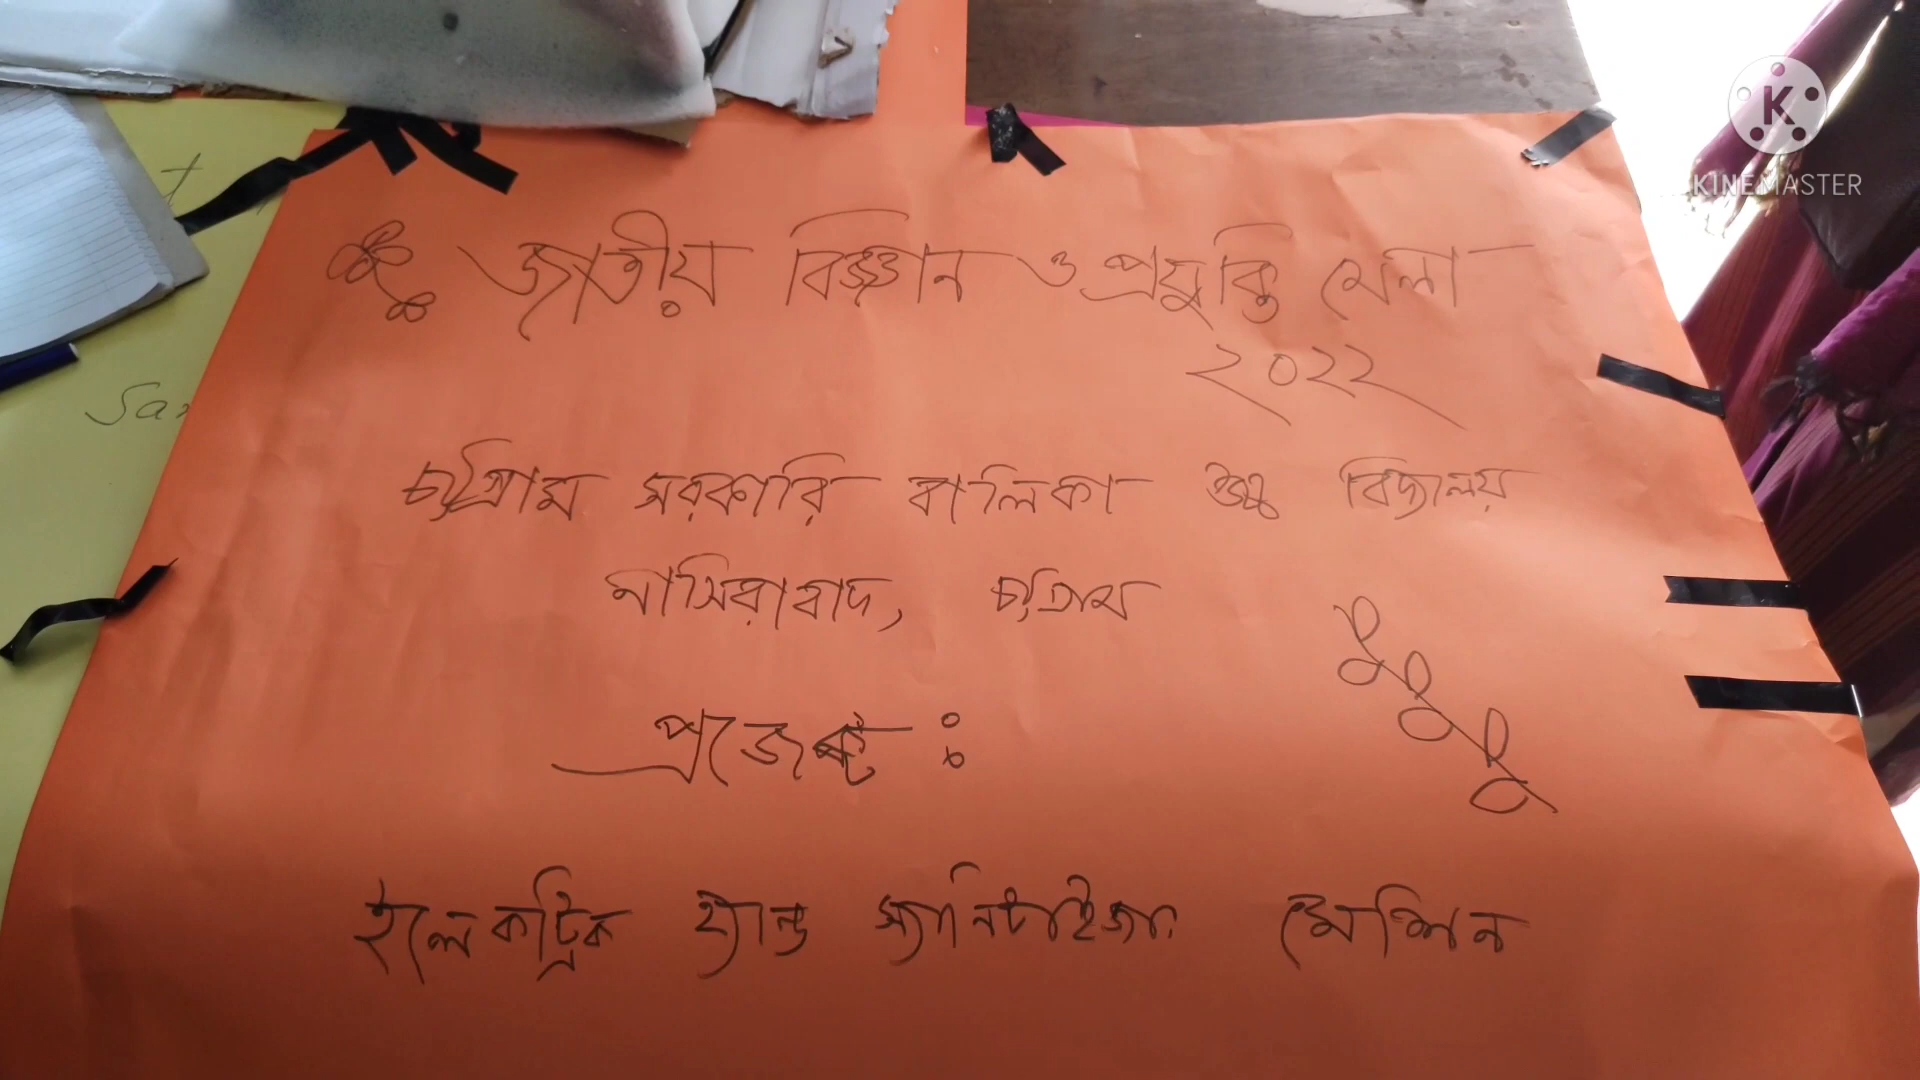 জাতীয় বিজ্ঞান ও প্রযুক্তি মেলা
২০২২
চট্টগ্রাম সরকারি বালিকা উচ্চ বিদ্যালয়
নাসিরাবাদ, চট্টগ্রাম
প্রজেক্ট :
ইলেকট্রিক হ্যান্ড স্যানিটাইজার মেশিন
K
KINEMASTER